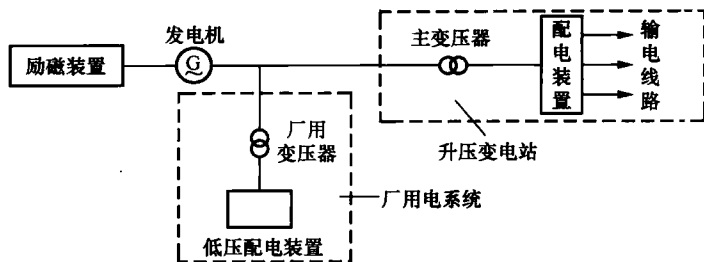 发电机
励磁装置
G
主变压器
配电装置
输电线路
升压变电站
厂用
变压器
厂用电系统
低压配电装置